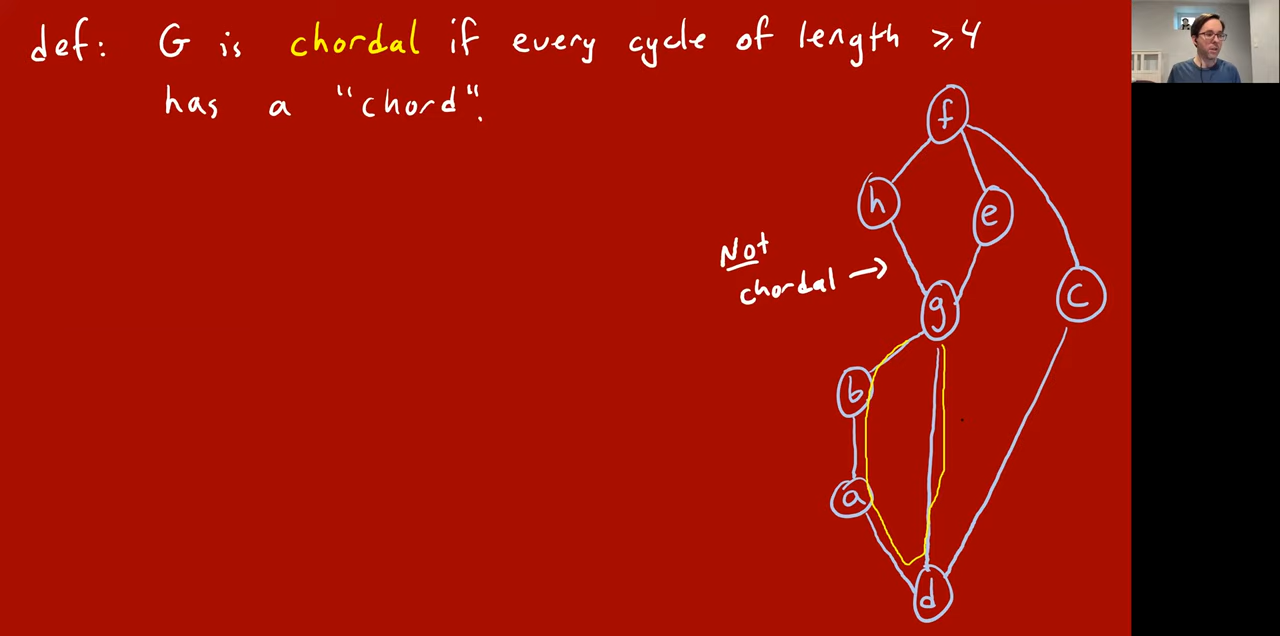 def: G is chordal if every cycle of length ⩾4
has a "chord".
f
h
e
Not
chordal →
g
c
b
a
d